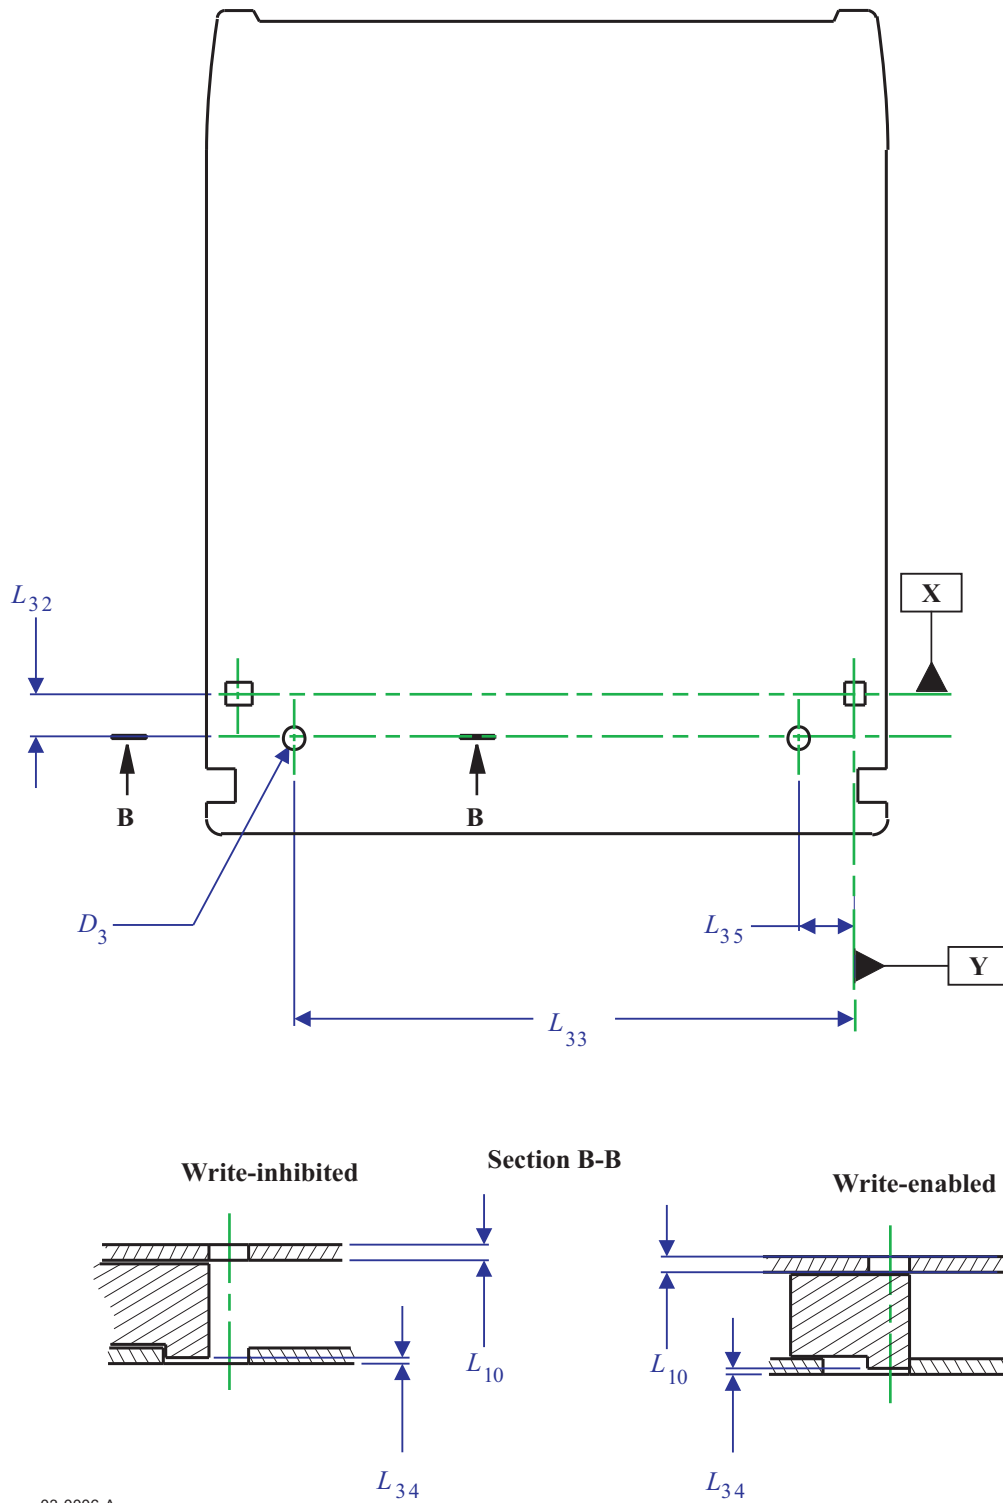 X
L32
B
B
D3
L35
Y
L33
Section B-B
Write-inhibited
Write-enabled
L10
L10
L34
L34